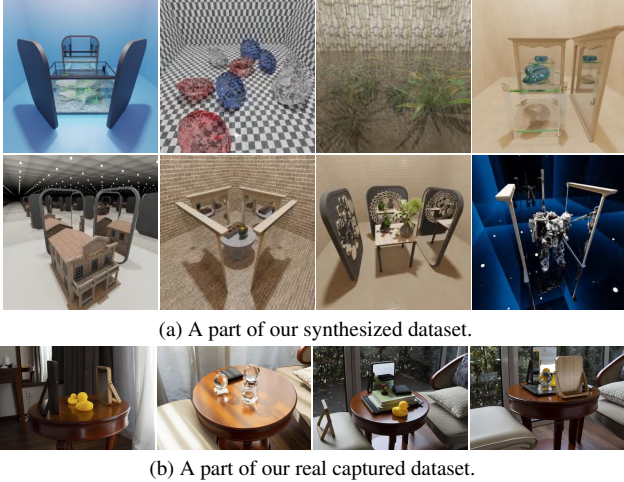 (a) A part of our synthesized dataset.
(b) A part of our real captured dataset.